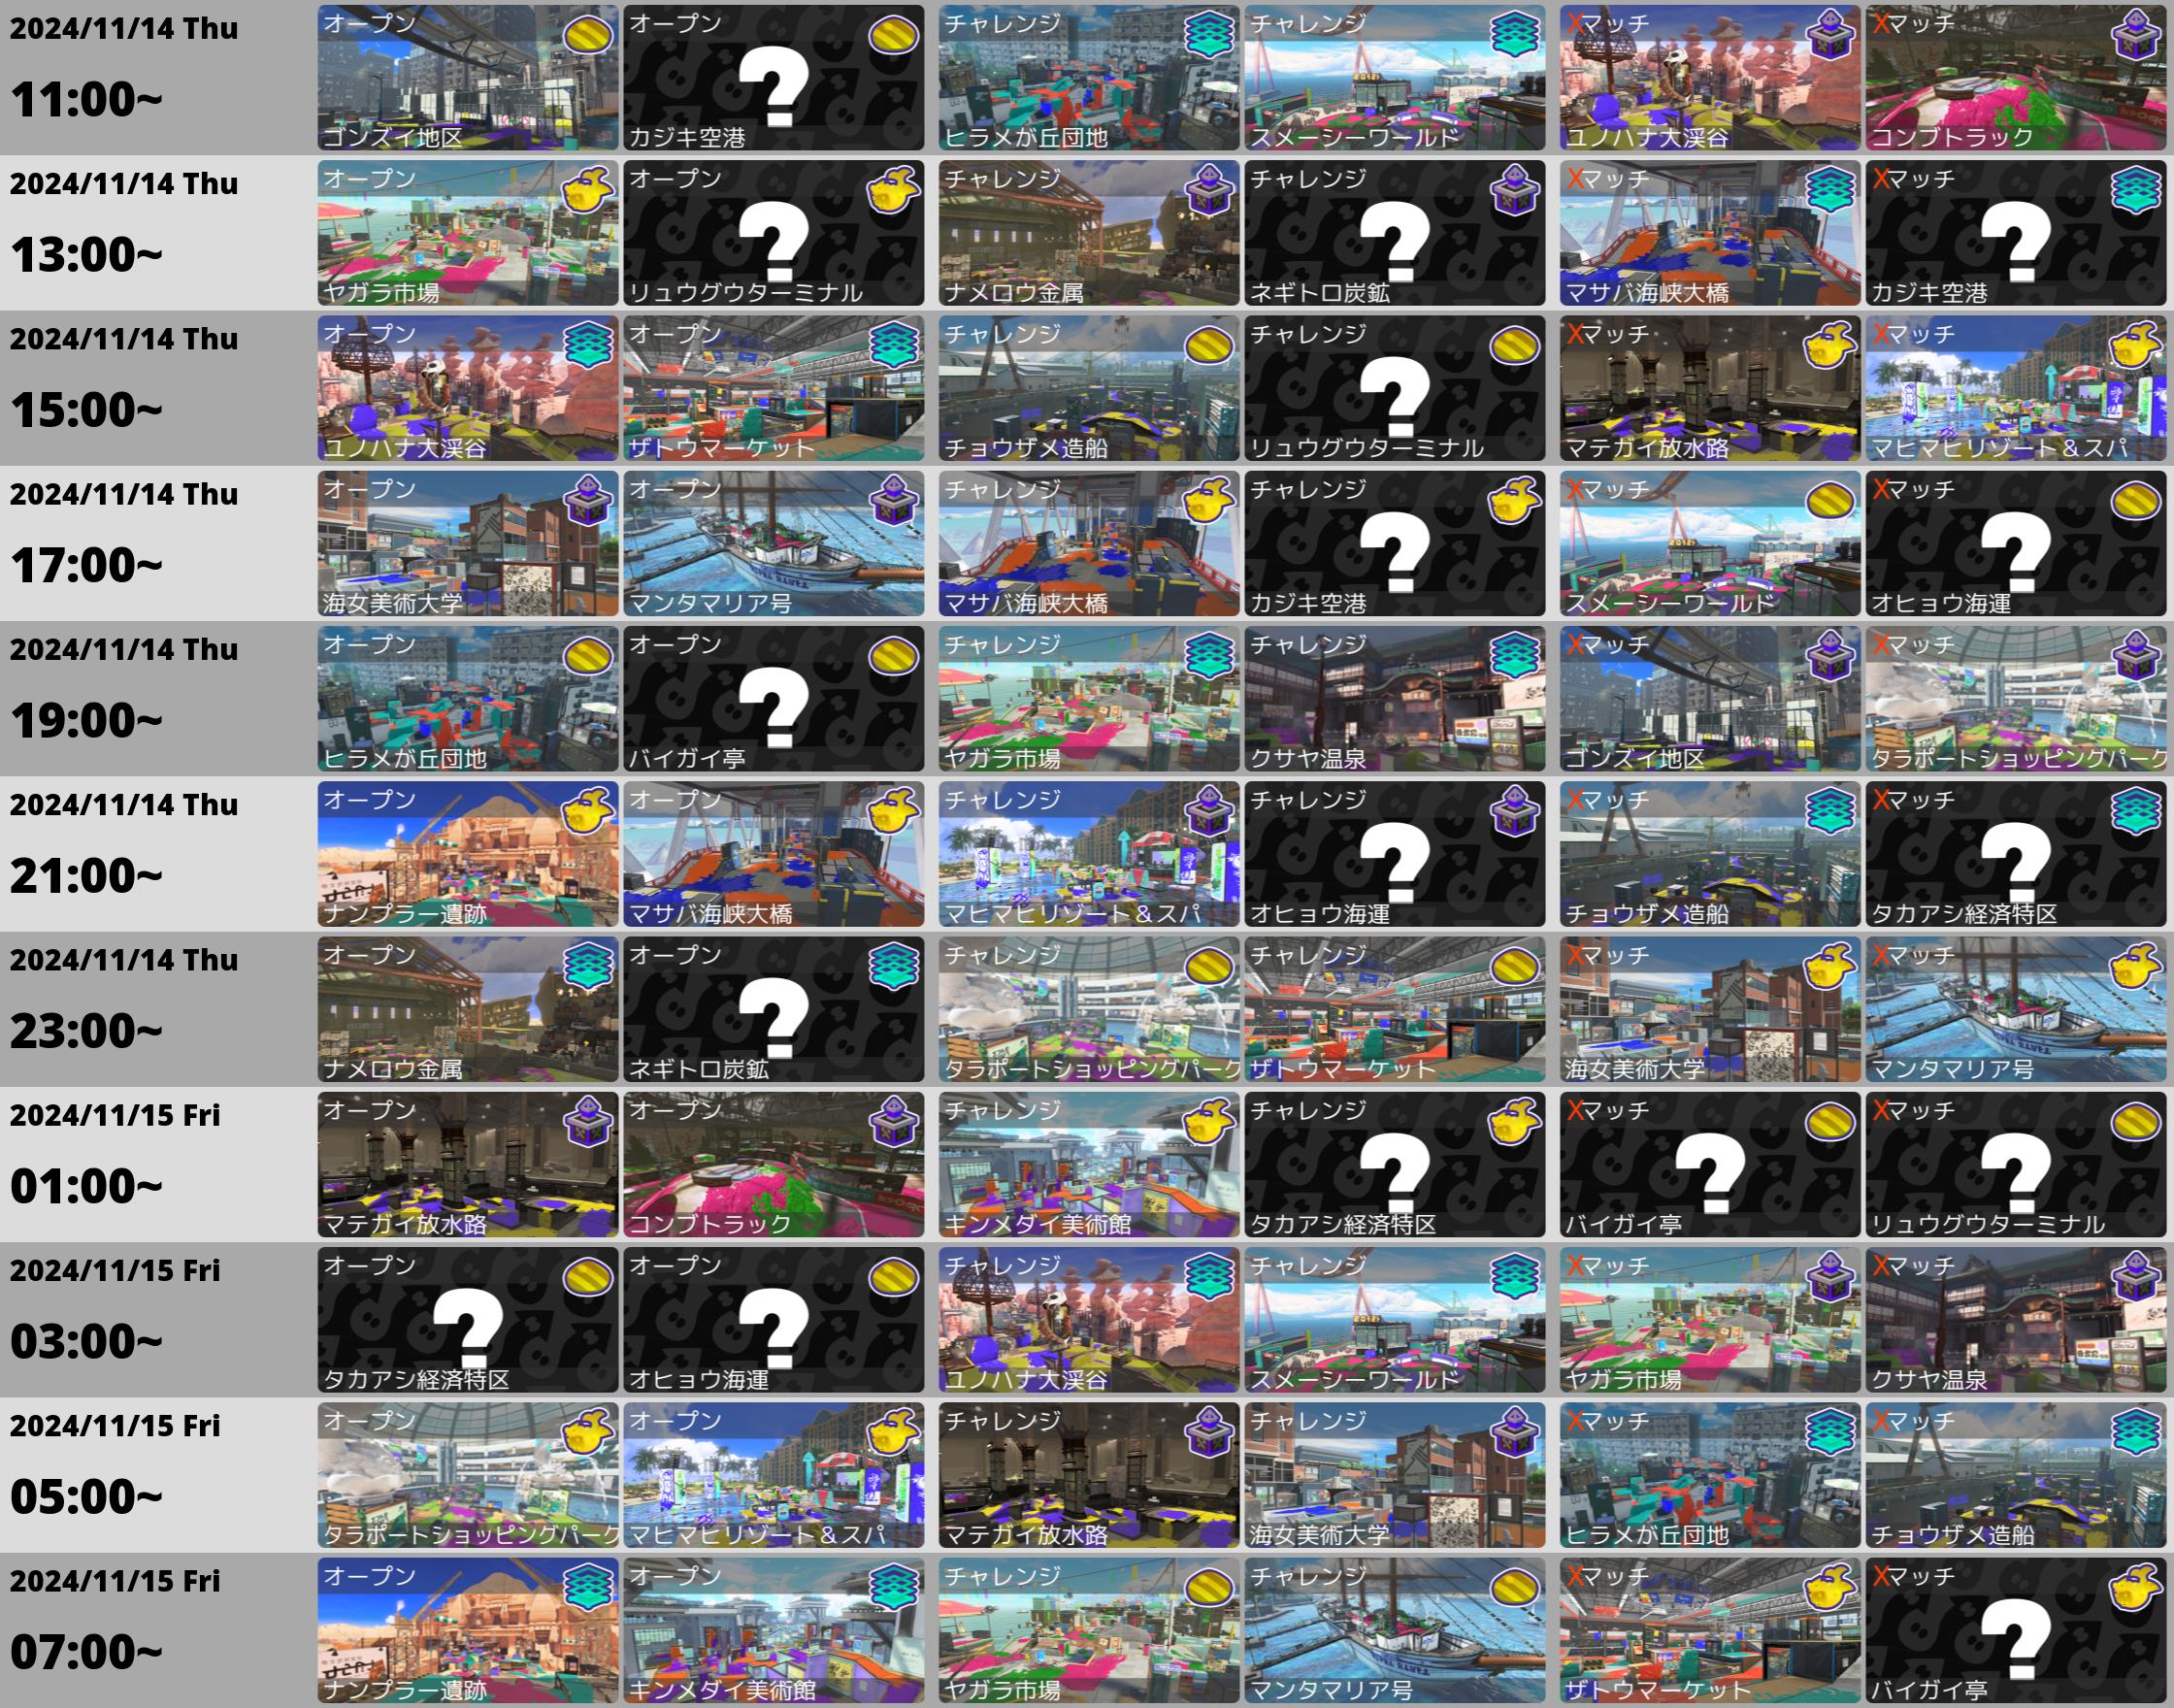 2024/11/14 Thu
11:00~
オープン
ゴンズイ地区
オープン
カジキ空港
チャレンジ
ヒラメが丘団地
チャレンジ
スメーシーワールド
Xマッチ
ユノハナ大渓谷
Xマッチ
コンブトラック
2024/11/14 Thu
13:00~
オープン
ヤガラ市場
オープン
リュウグウターミナル
チャレンジ
ナメロウ金属
チャレンジ
ネギトロ炭鉱
Xマッチ
マサバ海峡大橋
Xマッチ
カジキ空港
2024/11/14 Thu
15:00~
オープン
ユノハナ大渓谷
オープン
ザトウマーケット
チャレンジ
チョウザメ造船
チャレンジ
リュウグウターミナル
Xマッチ
マテガイ放水路
Xマッチ
マヒマヒリゾート&スパ
2024/11/14 Thu
17:00~
オープン
海女美術大学
オープン
マンタマリア号
チャレンジ
マサバ海峡大橋
チャレンジ
カジキ空港
Xマッチ
スメーシーワールド
Xマッチ
オヒョウ海運
2024/11/14 Thu
19:00~
オープン
ヒラメが丘団地
オープン
バイガイ亭
チャレンジ
ヤガラ市場
チャレンジ
クサヤ温泉
Xマッチ
ゴンズイ地区
Xマッチ
タラポートショッピングパーク
2024/11/14 Thu
21:00~
オープン
ナンプラー遺跡
オープン
マサバ海峡大橋
チャレンジ
マヒマヒリゾート&スパ
チャレンジ
オヒョウ海運
Xマッチ
チョウザメ造船
Xマッチ
タカアシ経済特区
2024/11/14 Thu
23:00~
オープン
ナメロウ金属
オープン
ネギトロ炭鉱
チャレンジ
タラポートショッピングパーク
チャレンジ
ザトウマーケット
Xマッチ
海女美術大学
Xマッチ
マンタマリア号
2024/11/15 Fri
01:00~
オープン
マテガイ放水路
オープン
コンブトラック
チャレンジ
キンメダイ美術館
チャレンジ
タカアシ経済特区
Xマッチ
バイガイ亭
Xマッチ
リュウグウターミナル
2024/11/15 Fri
03:00~
オープン
タカアシ経済特区
オープン
オヒョウ海運
チャレンジ
ユノハナ大渓谷
チャレンジ
スメーシーワールド
Xマッチ
ヤガラ市場
Xマッチ
クサヤ温泉
2024/11/15 Fri
05:00~
オープン
タラポートショッピングパーク
オープン
マヒマヒリゾート&スパ
チャレンジ
マテガイ放水路
チャレンジ
海女美術大学
Xマッチ
ヒラメが丘団地
Xマッチ
チョウザメ造船
2024/11/15 Fri
07:00~
オープン
ナンプラー遺跡
オープン
キンメダイ美術館
チャレンジ
ヤガラ市場
チャレンジ
マンタマリア号
Xマッチ
ザトウマーケット
Xマッチ
バイガイ亭